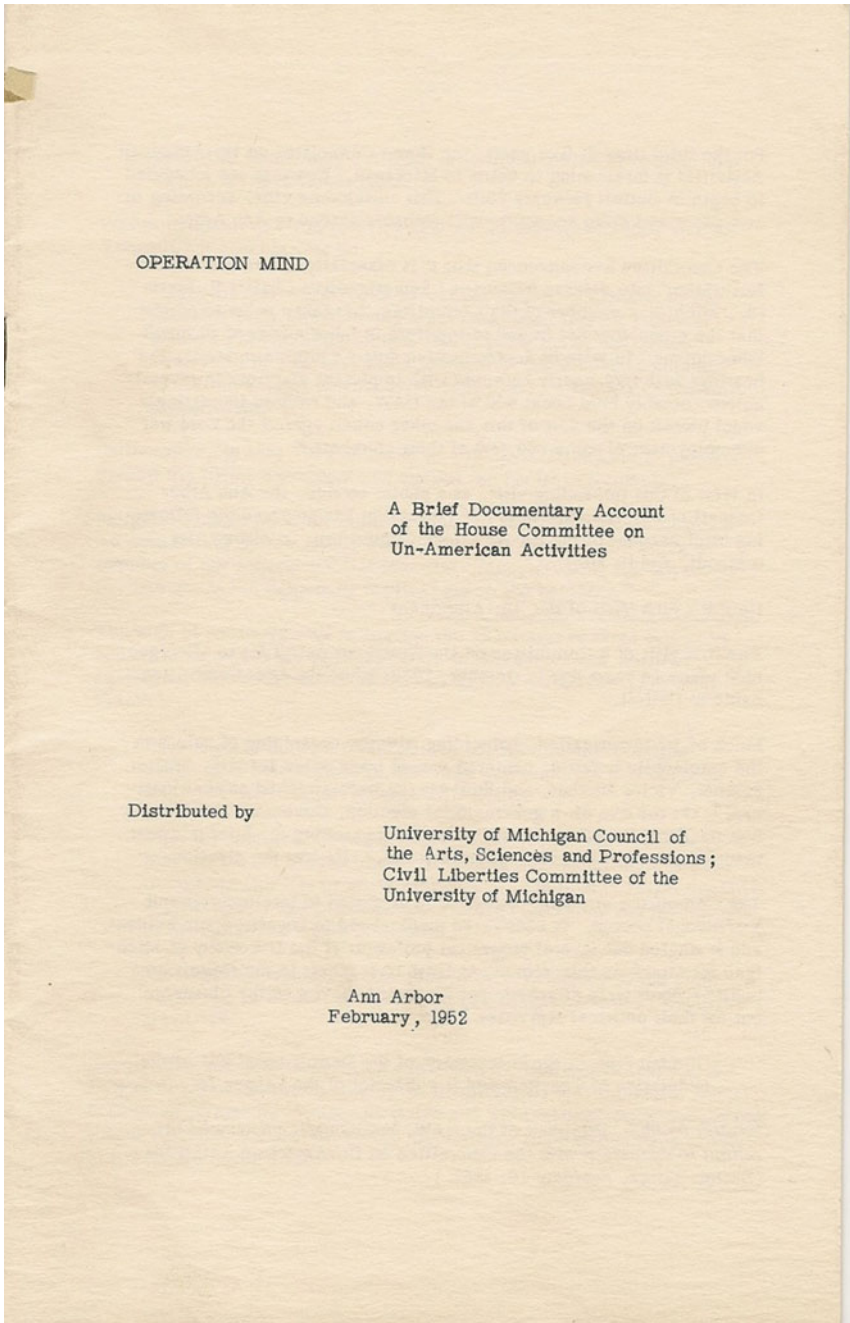 OPERATION MIND
A Brief Documentary Account
of the House Committee on
Un-American Activities
Distributed by
University of Michigan Council of
the Arts, Sciences and Professions;
Civil Liberties Committee of the
University of Michigan
Ann Arbor
February, 1952